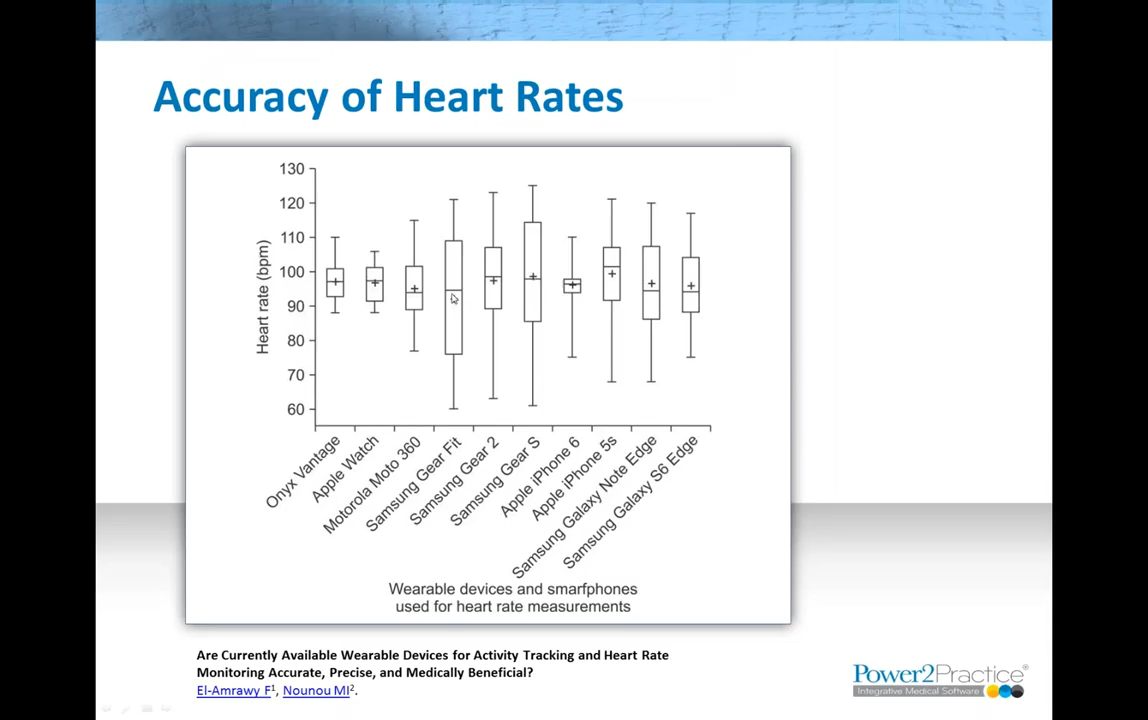 Accuracy of Heart Rates
130
120
110
100
90
80
70
60
Heart rate (bpm)
Onyx Vantage
Apple Watch
Motorola Moto 360
Samsung Gear Fit
Samsung Gear 2
Samsung Gear S
Apple iPhone 6
Apple iPhone 5s
Samsung Galaxy Note Edge
Samsung Galaxy S6 Edge
Wearable devices and smarfphones
used for heart rate measurements
Are Currently Available Wearable Devices for Activity Tracking and Heart Rate
Monitoring Accurate, Precise, and Medically Beneficial?
El-Amrawy F1, Nounou MI2.
Power2Practice®
Integrative Medical Software